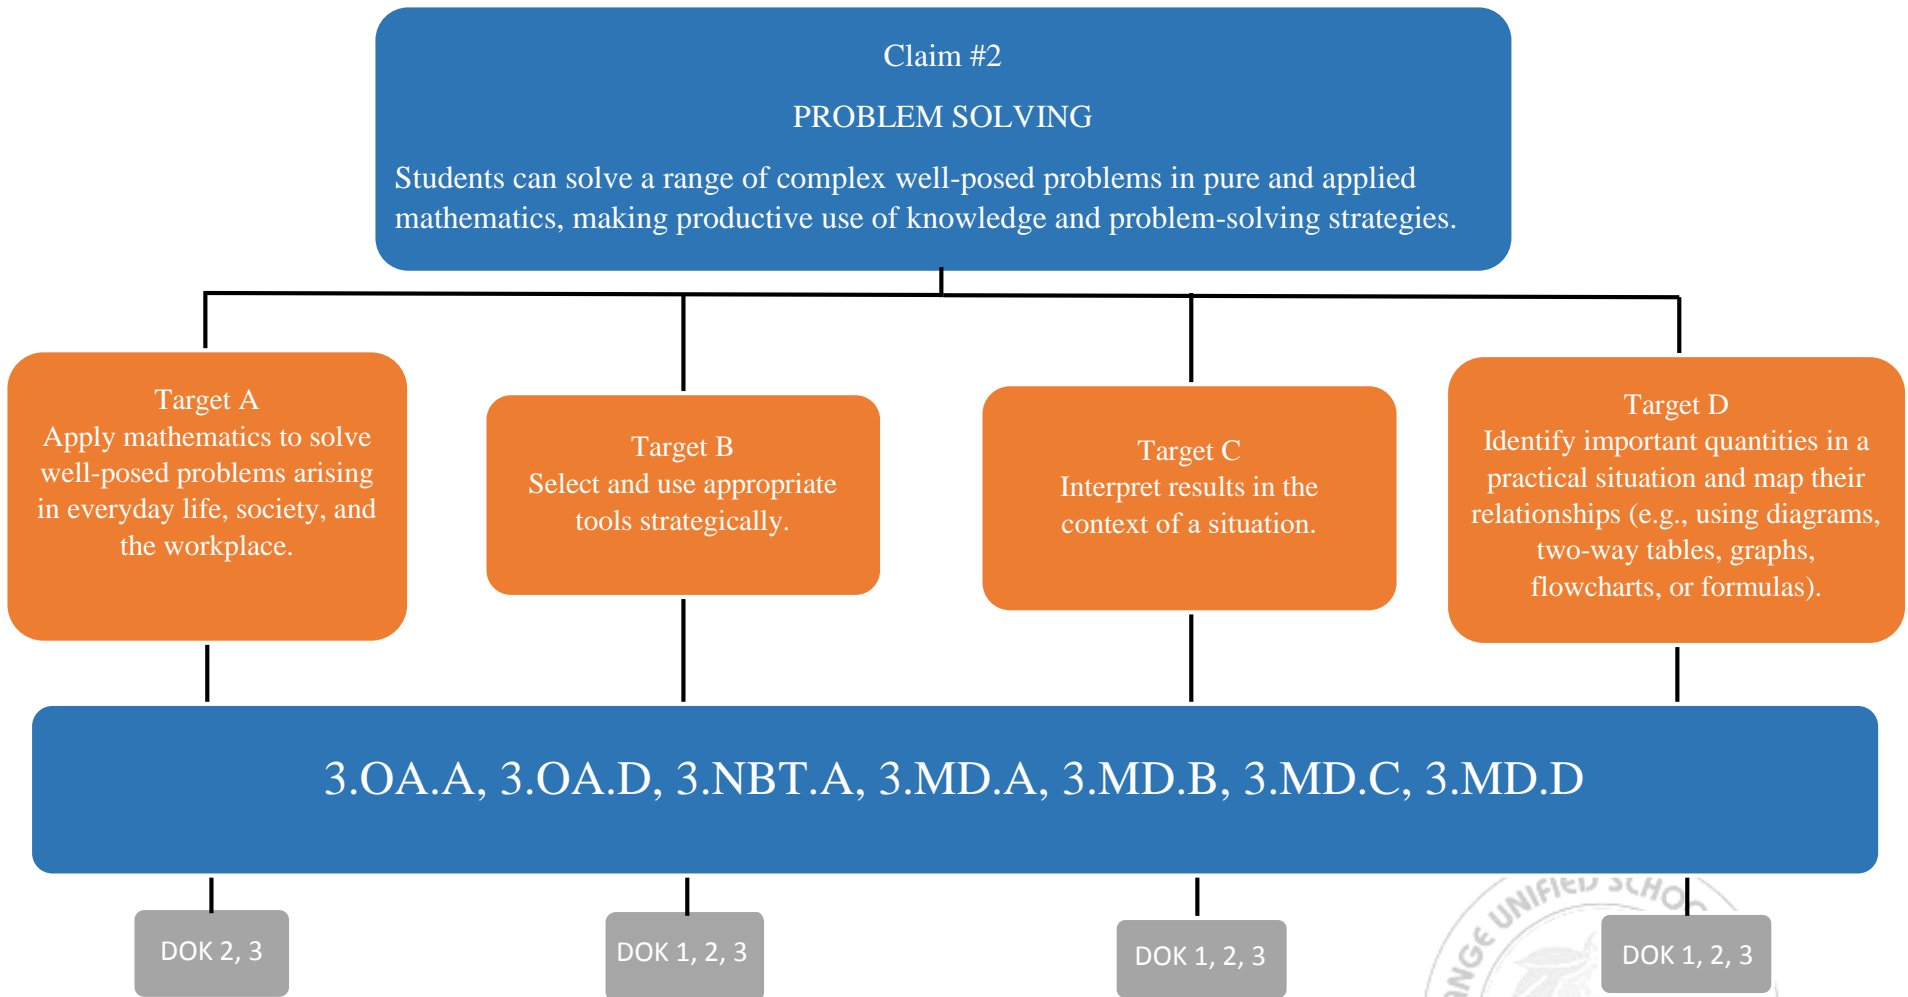 Claim #2
PROBLEM SOLVING
Students can solve a range of complex well-posed problems in pure and applied
mathematics, making productive use of knowledge and problem-solving strategies.
Target A
Apply mathematics to solve
well-posed problems arising
in everyday life, society, and
the workplace.
Target B
Select and use appropriate
tools strategically.
Target C
Interpret results in the
context of a situation.
Target D
Identify important quantities in a
practical situation and map their
relationships (e.g., using diagrams,
two-way tables, graphs,
flowcharts, or formulas).
3.OA.A, 3.OA.D, 3.NBT.A, 3.MD.A, 3.MD.B, 3.MD.C, 3.MD.D
DOK 2, 3
DOK 1, 2, 3
DOK 1, 2, 3
DOK 1, 2, 3
UNIFIED